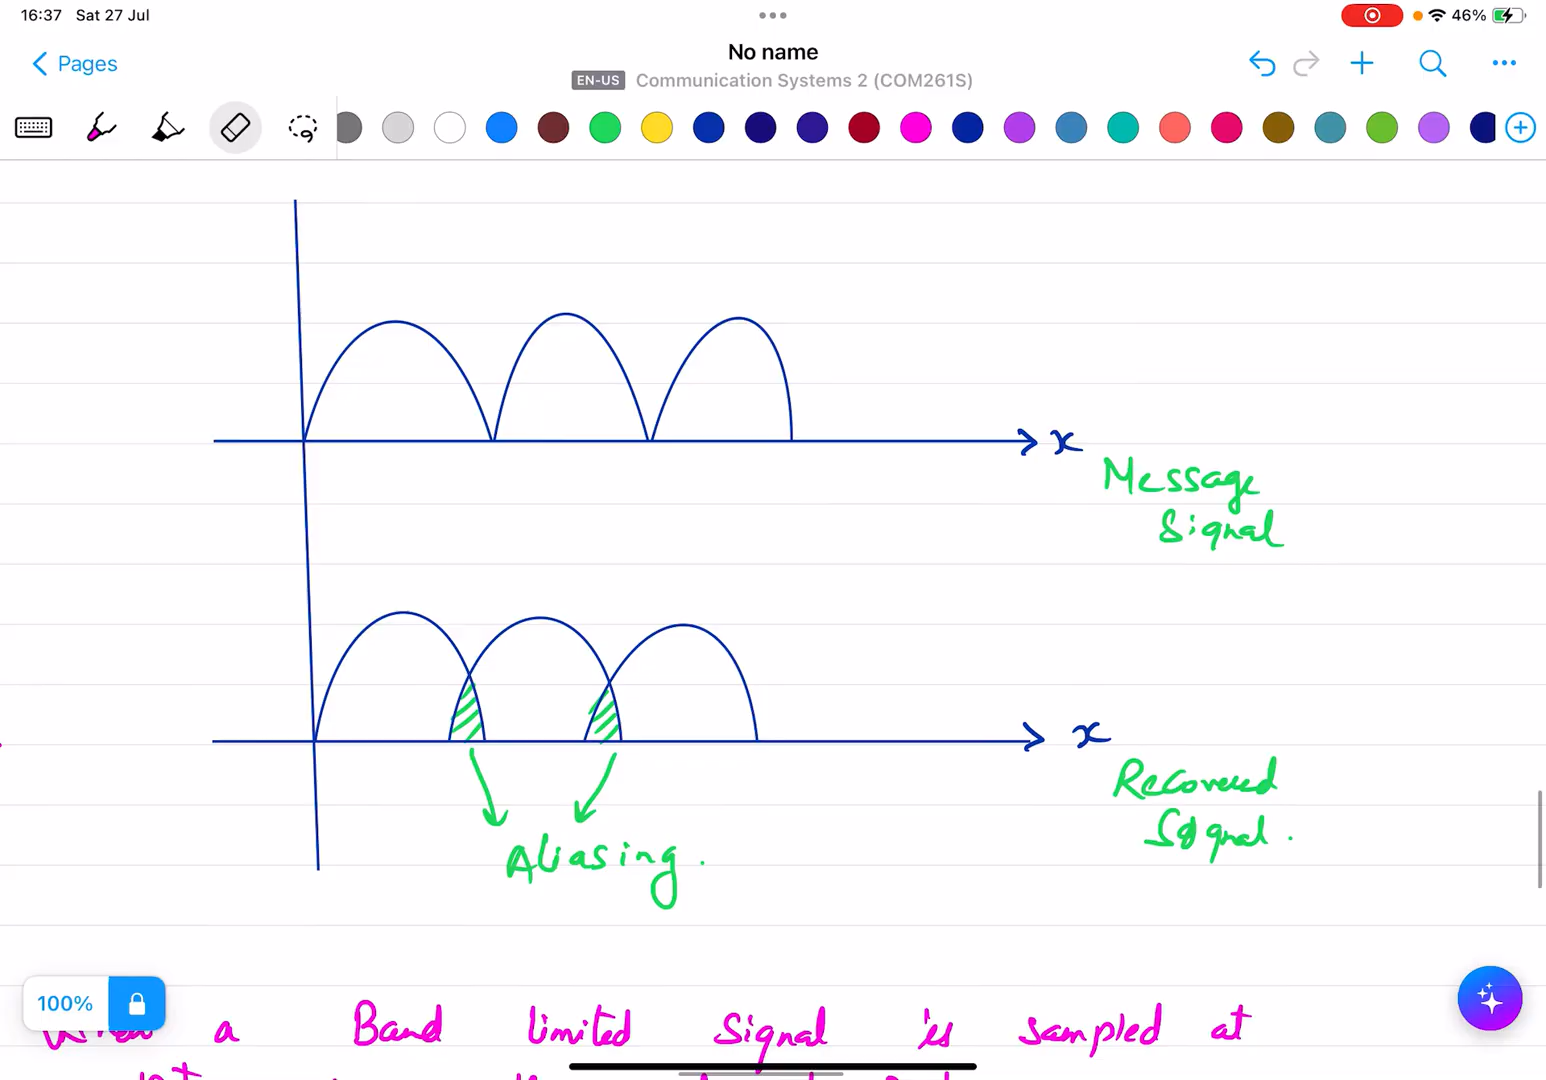 16:37 Sat 27 Jul
46%
Pages
No name
EN-US Communication Systems 2 (COM261S)
x
Message
Signal
x
Recovered
Signal.
Aliasing.
100%
a Band limited Signal is sampled at